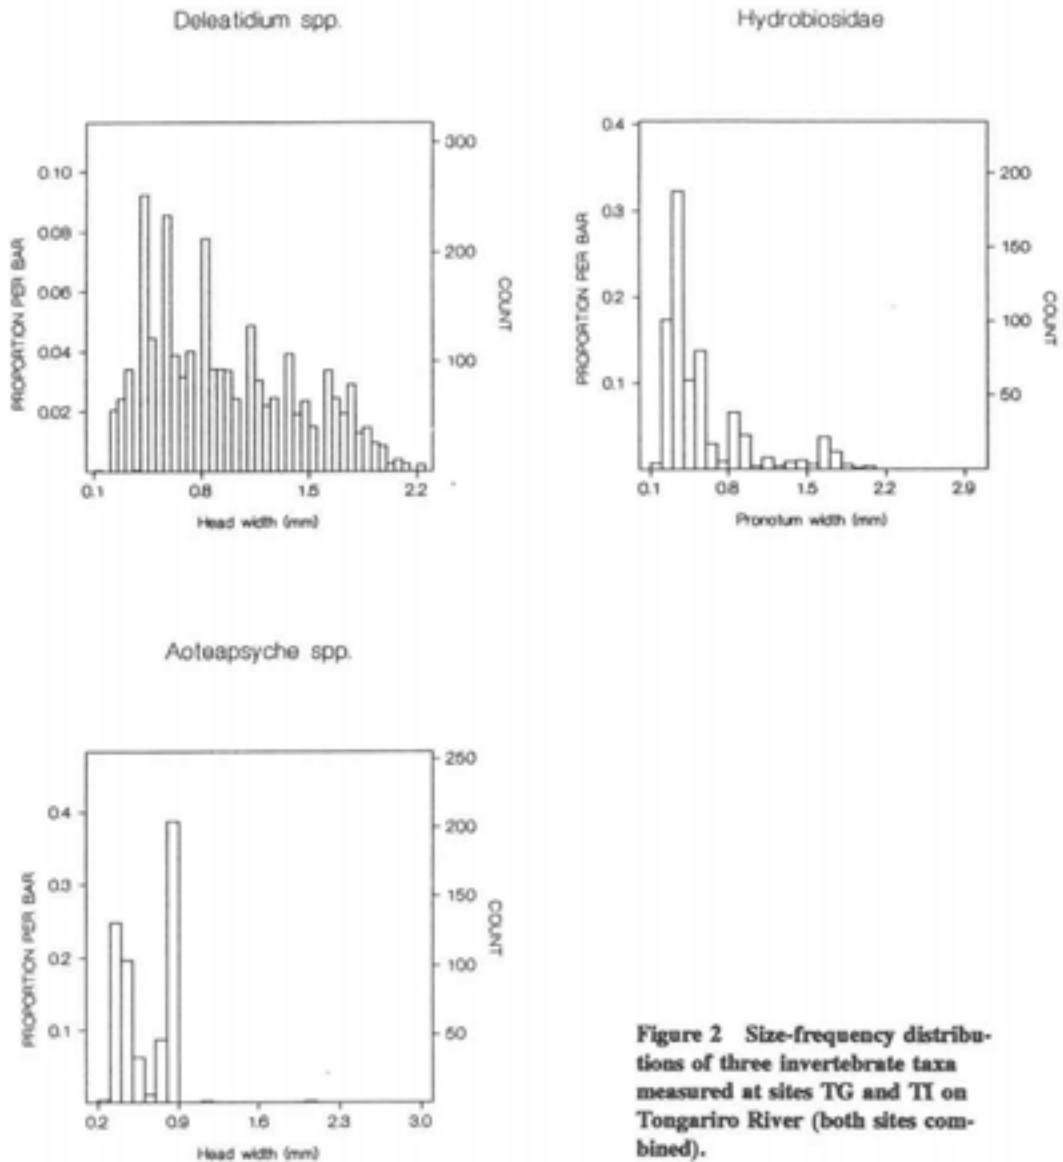 Deleatidium spp.
Hydrobiosidae
PROPORTION PER BAR
0.10
0.08
0.06
0.04
0.02
300
200
100
COUNT
0.1 0.8 1.5 2.2
Head width (mm)
PROPORTION PER BAR
0.4
0.3
0.2
0.1
200
150
100
50
COUNT
0.1 0.8 1.5 2.2 2.9
Pronotum width (mm)
Aoteapsyche spp.
PROPORTION PER BAR
0.4
0.3
0.2
0.1
250
200
150
100
50
COUNT
0.2 0.9 1.6 2.3 3.0
Head width (mm)
Figure 2 Size-frequency distribu-
tions of three invertebrate taxa
measured at sites TG and TI on
Tongariro River (both sites com-
bined).